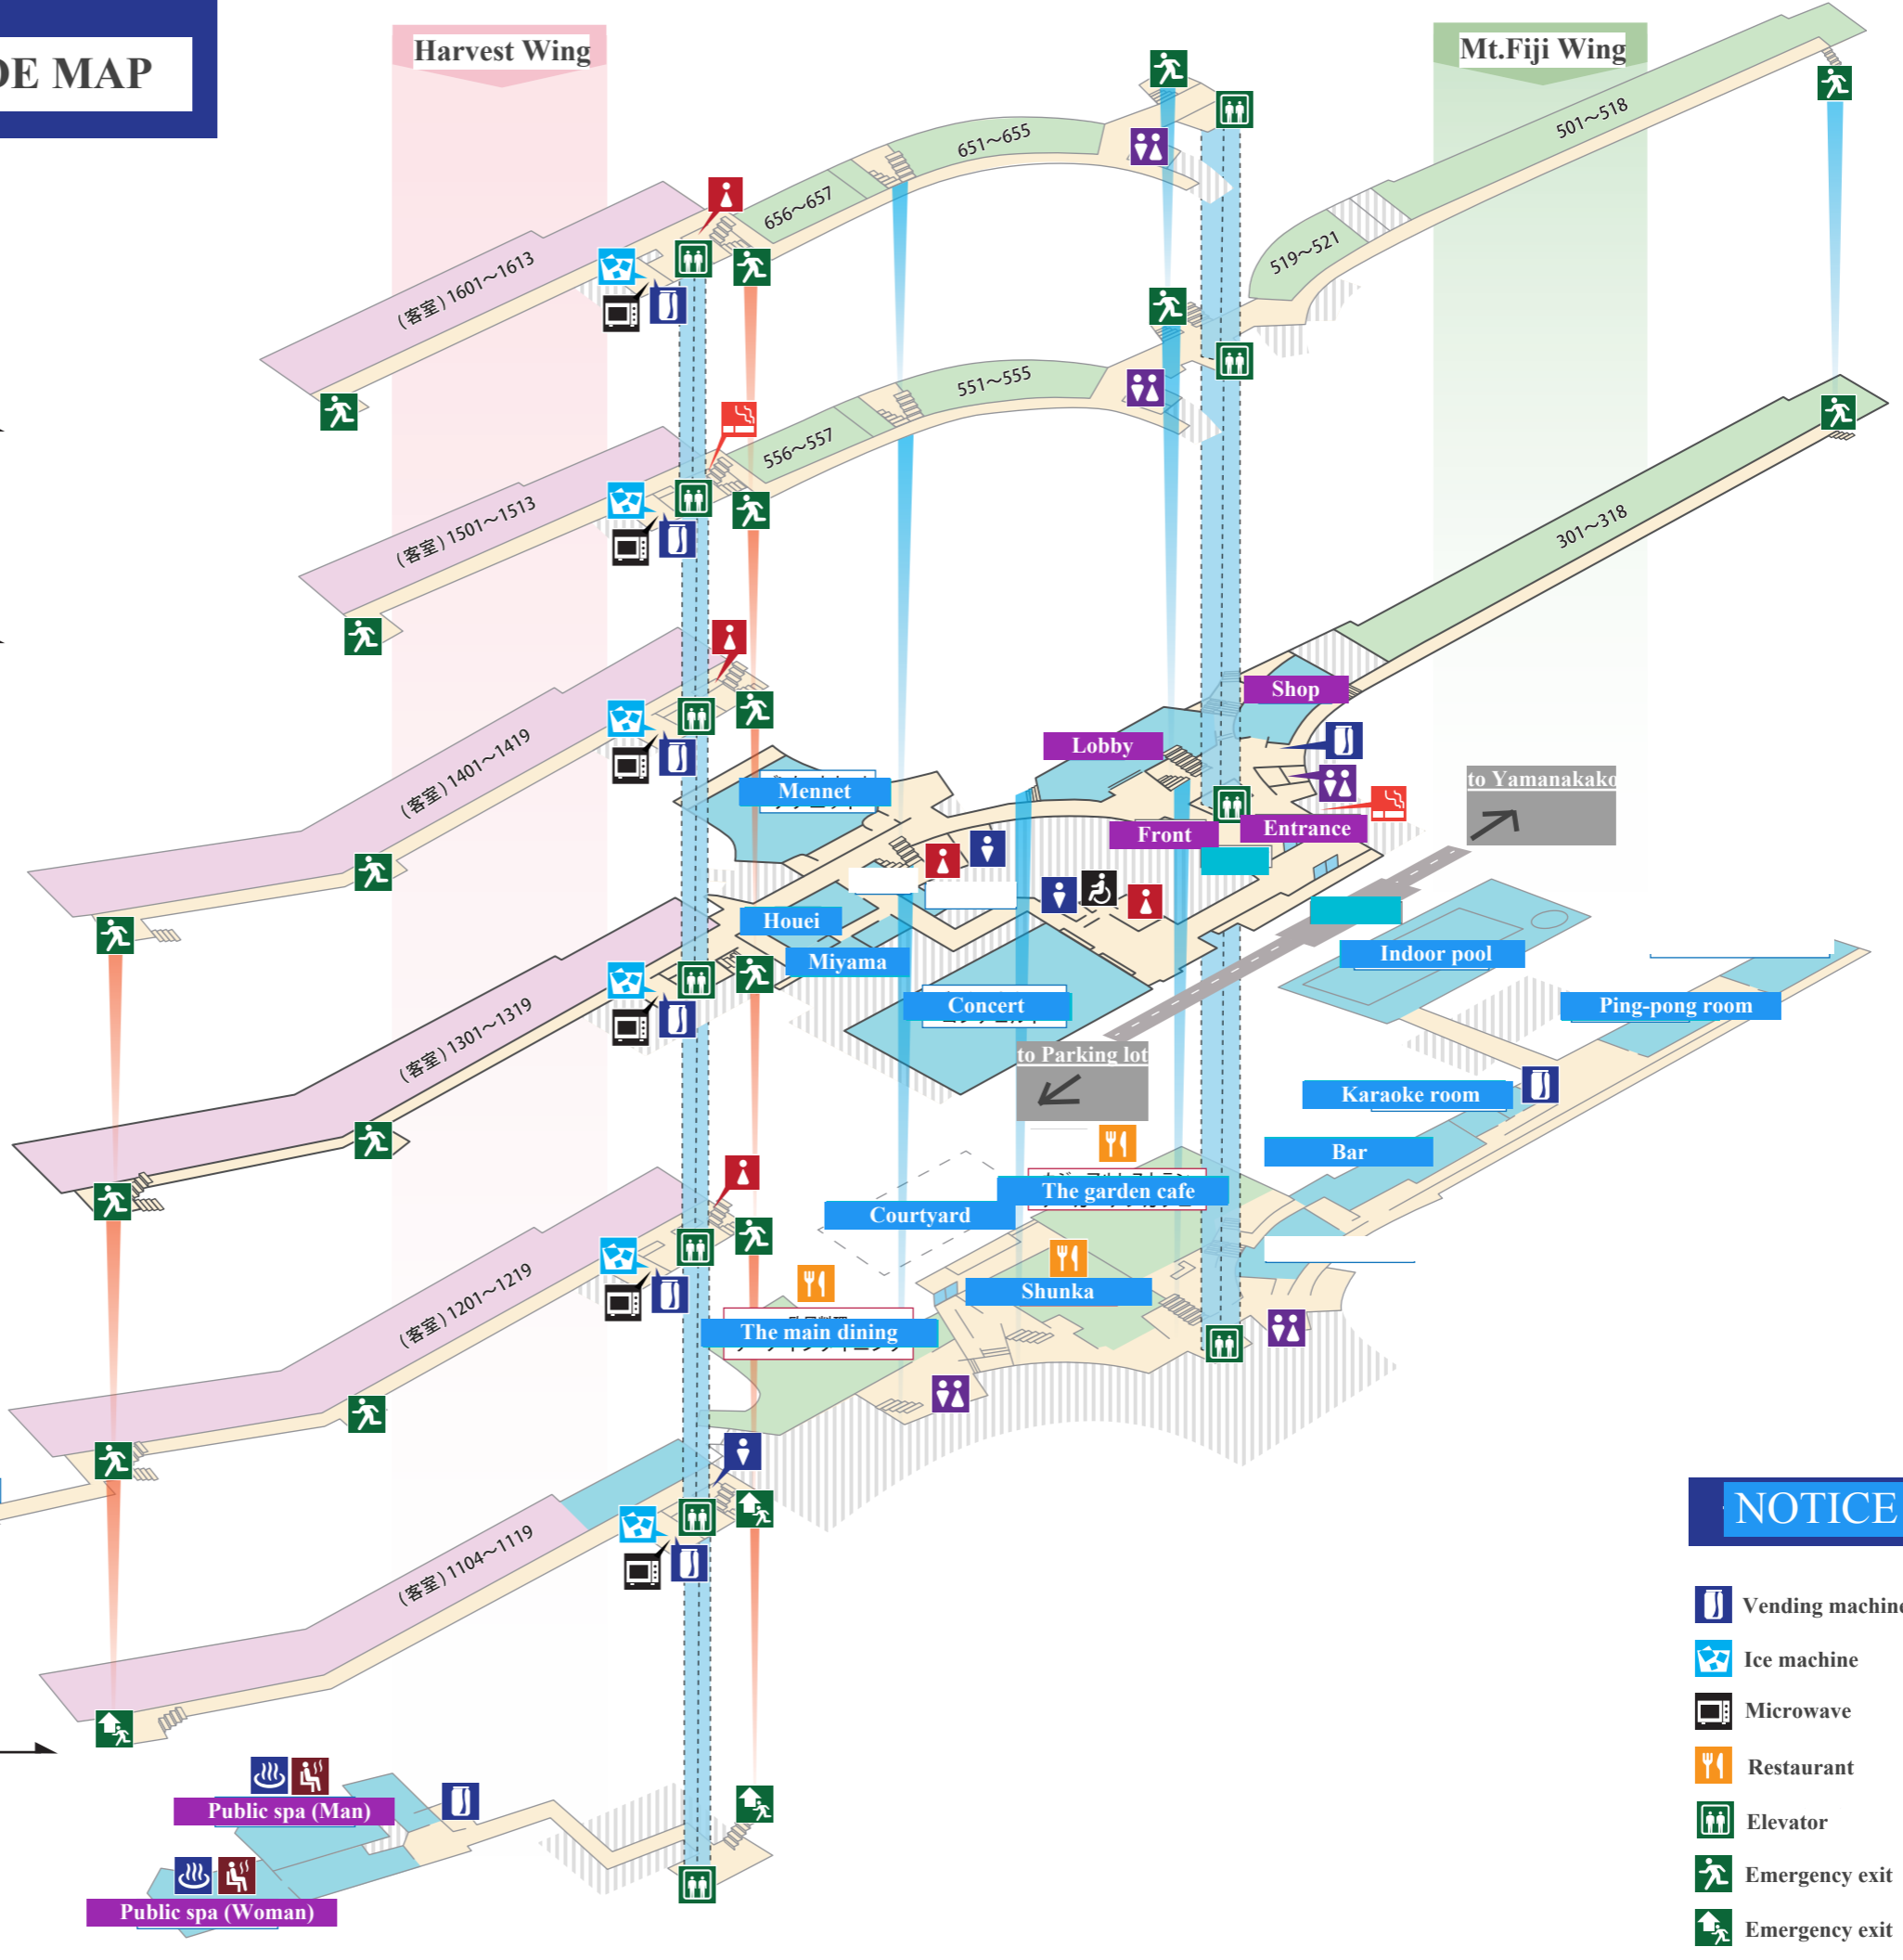 DE MAP
Harvest Wing
Mt.Fiji Wing
501～518
651～655
656～657
519～521
(客室) 1601～1613
551～555
556～557
(客室) 1501～1513
301～318
Shop
Lobby
(客室) 1401～1419
Mennet
to Yamanakako
Front
Entrance
Houei
Miyama
Indoor pool
Concert
Ping-pong room
(客室) 1301～1319
to Parking lot
Karaoke room
Bar
The garden cafe
Courtyard
Shunka
(客室) 1201～1219
The main dining
(客室) 1104～1119
NOTICE
Vending machine
Ice machine
Microwave
Restaurant
Public spa (Man)
Elevator
Emergency exit
Public spa (Woman)
Emergency exit